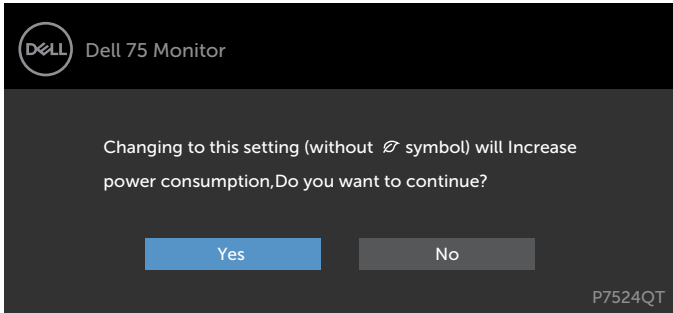 DELL
Dell 75 Monitor
Changing to this setting (without symbol) will Increase
power consumption,Do you want to continue?
Yes
No
P7524QT